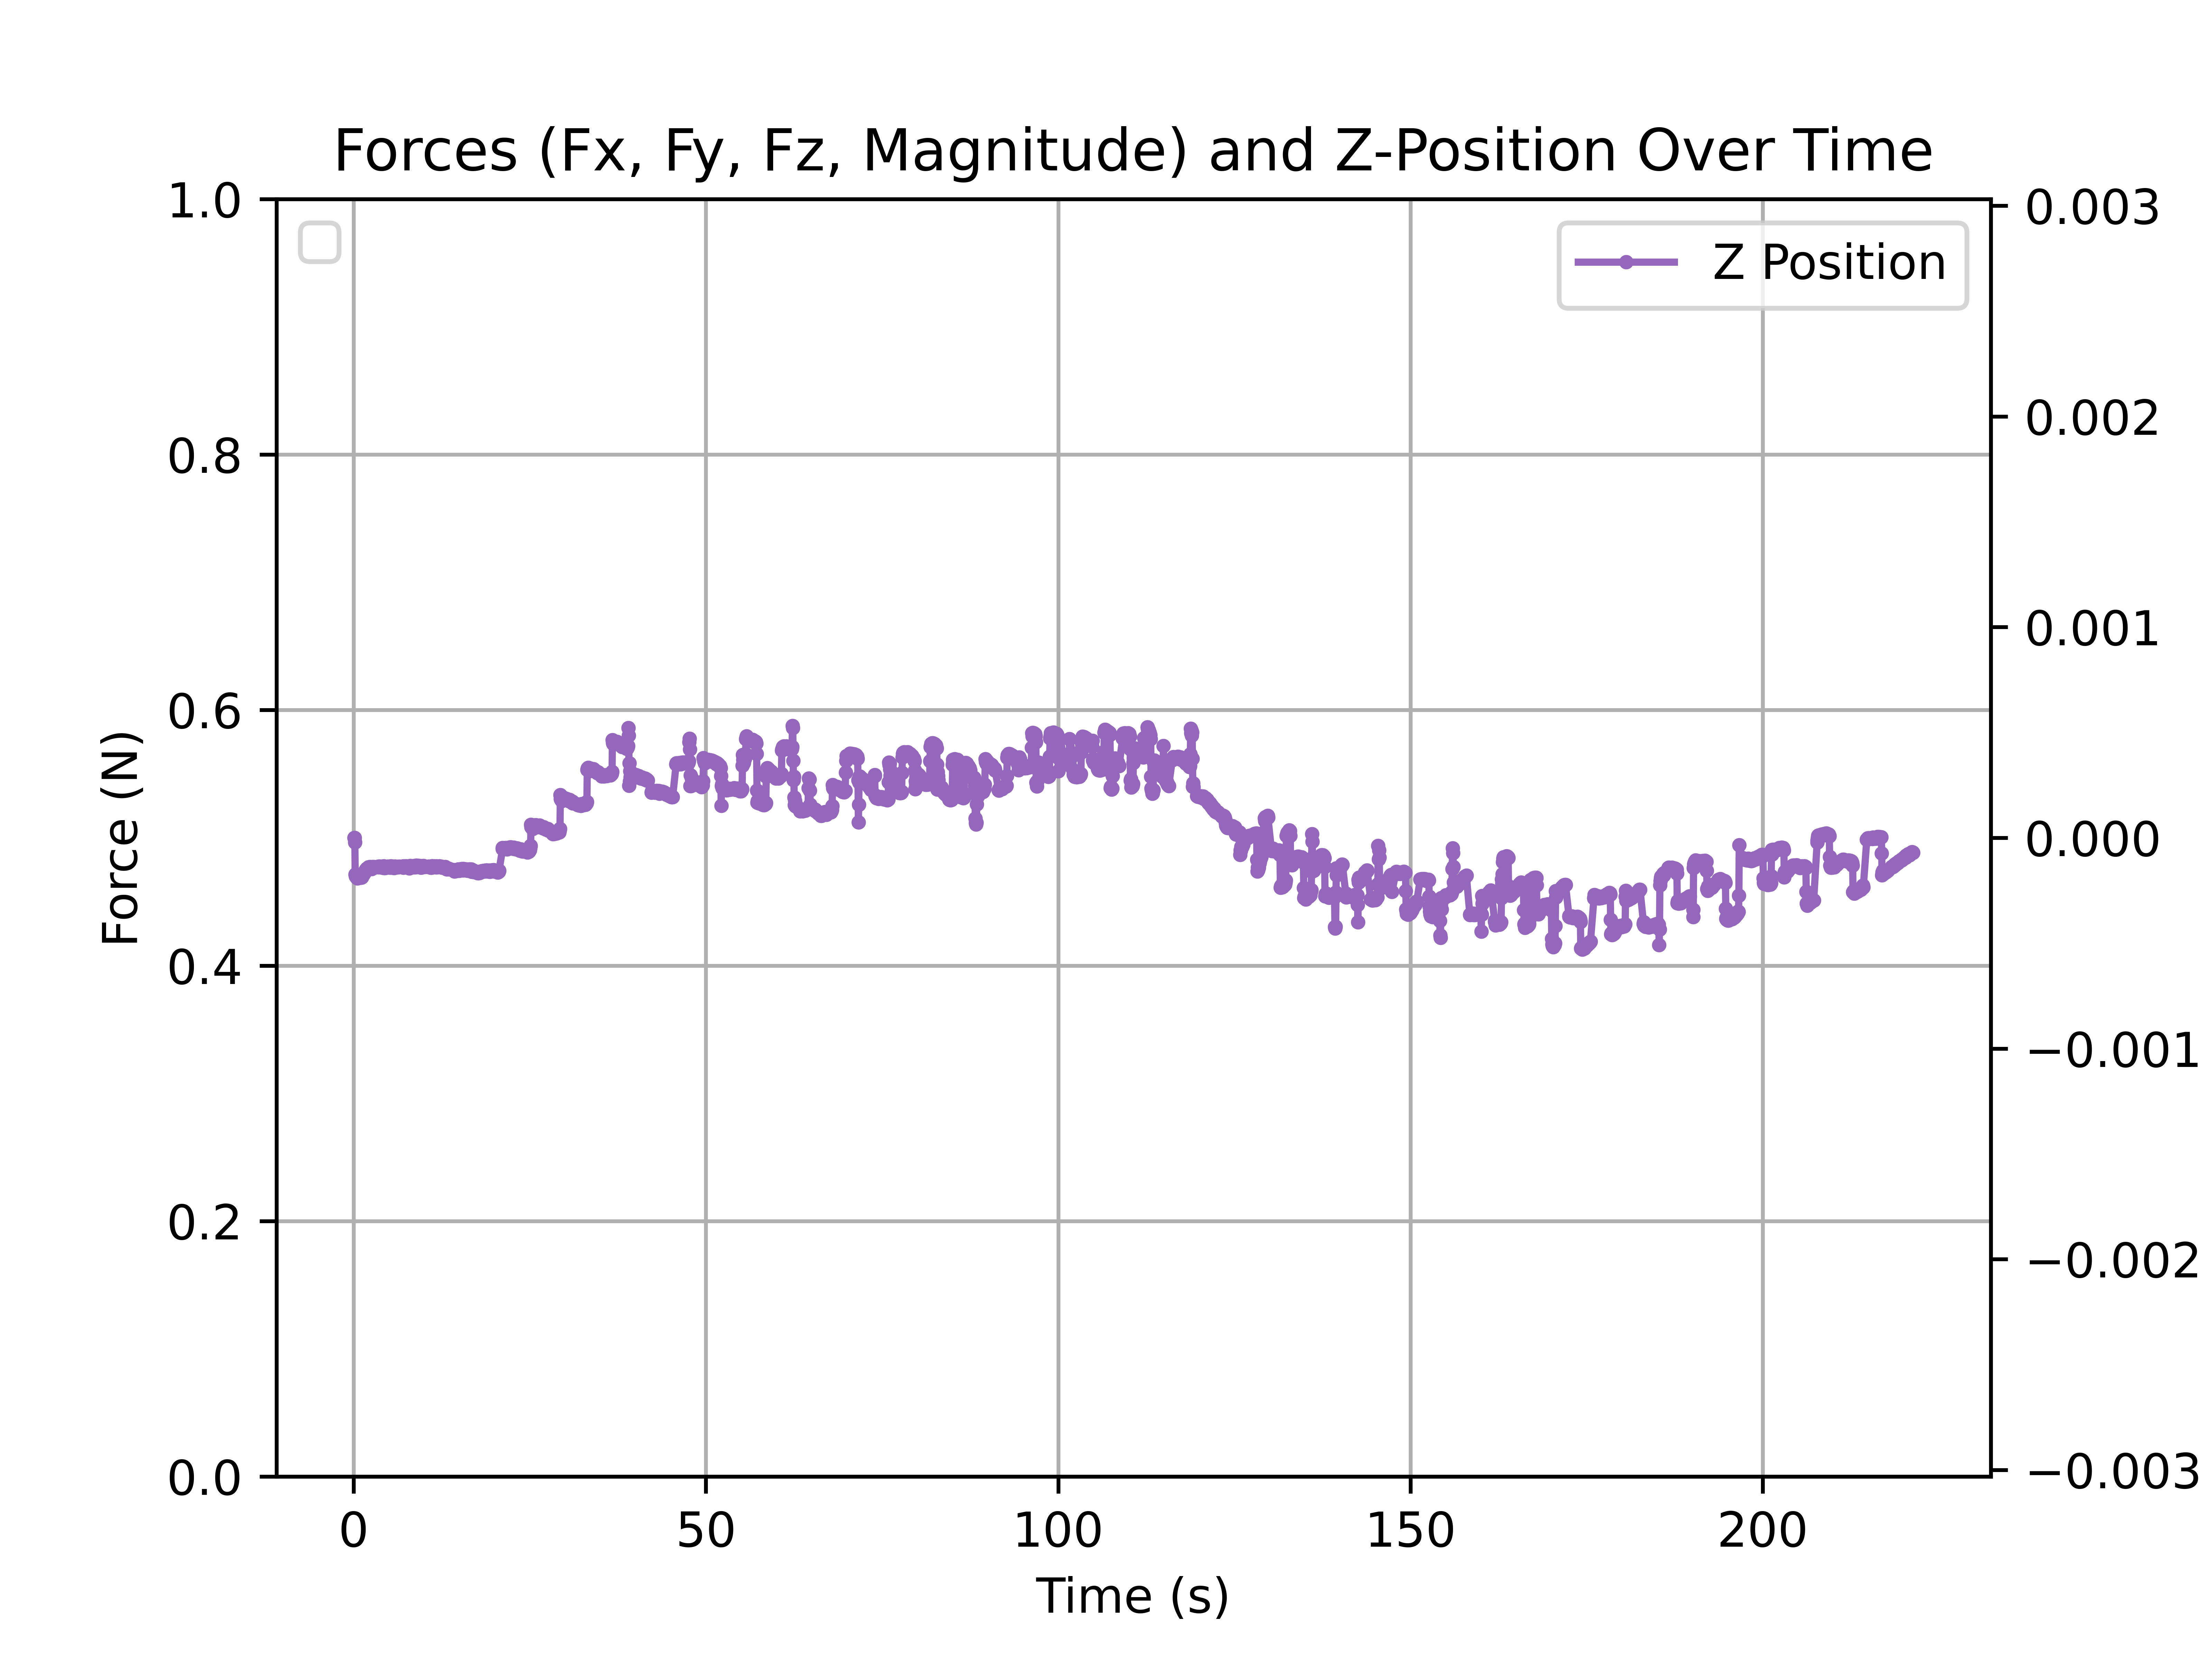 Forces (Fx, Fy, Fz, Magnitude) and Z-Position Over Time
Z Position
1.0
0.8
0.6
0.4
0.2
0.0
Force (N)
0.003
0.002
0.001
0.000
−0.001
−0.002
−0.003
0 50 100 150 200
Time (s)